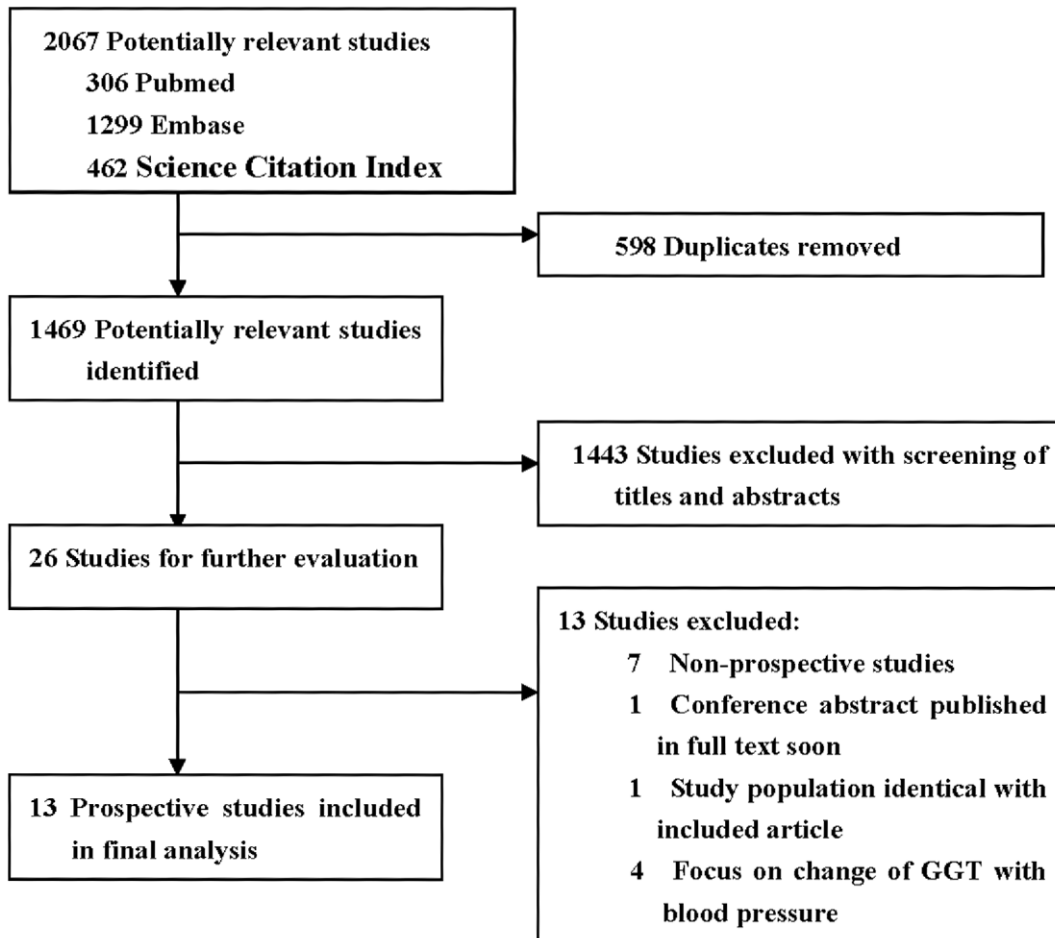 2067 Potentially relevant studies
306 Pubmed
1299 Embase
462 Science Citation Index
598 Duplicates removed
1469 Potentially relevant studies
identified
1443 Studies excluded with screening of
titles and abstracts
26 Studies for further evaluation
13 Studies excluded:
7 Non-prospective studies
1 Conference abstract published
in full text soon
1 Study population identical with
included article
4 Focus on change of GGT with
blood pressure
13 Prospective studies included
in final analysis